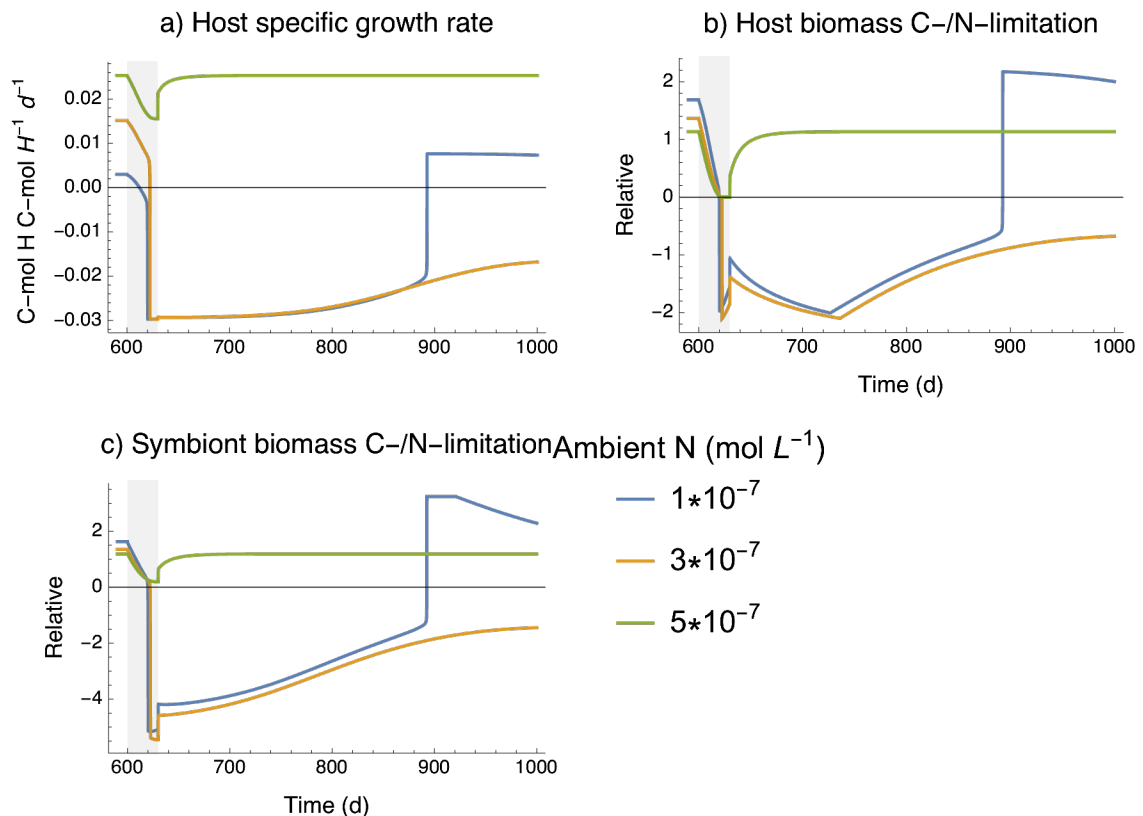 a) Host specific growth rate
C-mol H C-mol H⁻¹ d⁻¹
0.02
0.01
0.00
-0.01
-0.02
-0.03
600 700 800 900 1000
b) Host biomass C-/N-limitation
Relative
2
1
0
-1
-2
600 700 800 900 1000
Time (d)
c) Symbiont biomass C-/N-limitation
Relative
2
0
-2
-4
600 700 800 900 1000
Time (d)
Ambient N (mol L⁻¹)
1*10⁻⁷
3*10⁻⁷
5*10⁻⁷